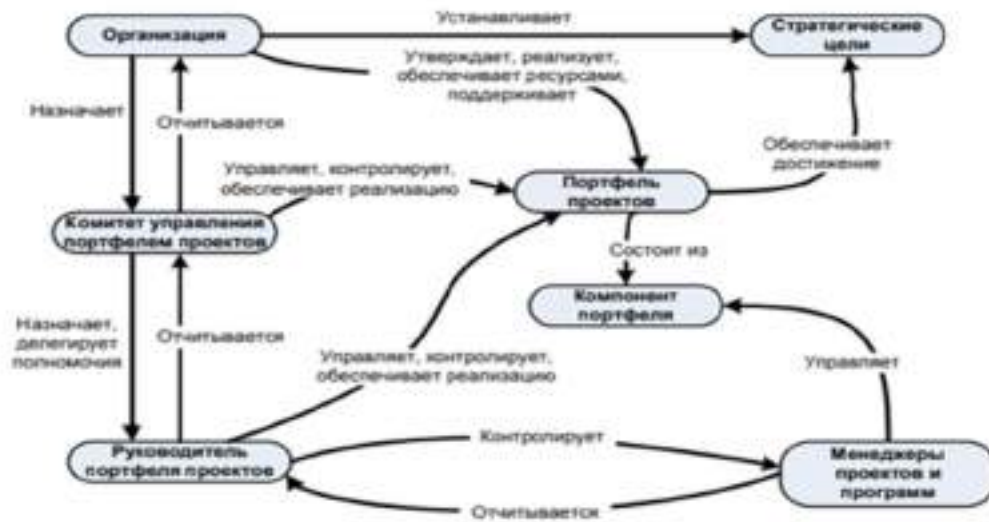 Устанавливает
Организация
Стратегические
цели
Утверждает, реализует,
обеспечивает ресурсами,
поддерживает
Назначает
Отчитывается
Обеспечивает
достижение
Управляет, контролирует,
обеспечивает реализацию
Портфель
проектов
Комитет управления
портфелем проектов
Состоит из
Компонент
портфеля
Назначает,
делегирует
полномочия
Отчитывается
Управляет, контролирует,
обеспечивает реализацию
Управляет
Руководитель
портфеля проектов
Контролирует
Менеджеры
проектов и
программ
Отчитывается